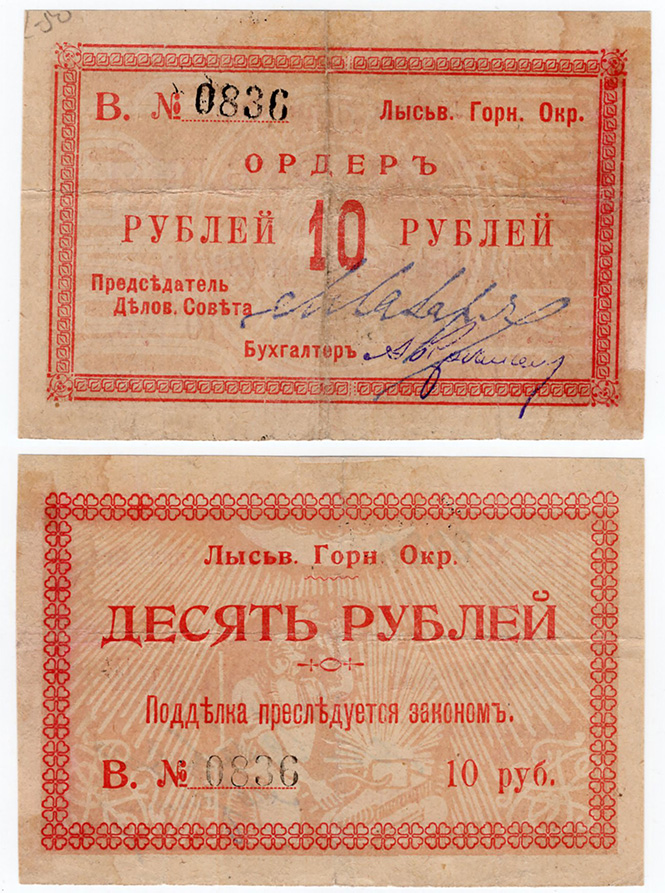 В. № 0836 Лысьв. Горн. Окр.
ОРДЕРЪ
РУБЛЕЙ 10 РУБЛЕЙ
Предсѣдатель
Дѣлов. Совѣта
Бухгалтеръ
Лысьв. Горн. Окр.
ДЕСЯТЬ РУБЛЕЙ
Поддѣлка преслѣдуется закономъ.
В. № 0836 10 руб.